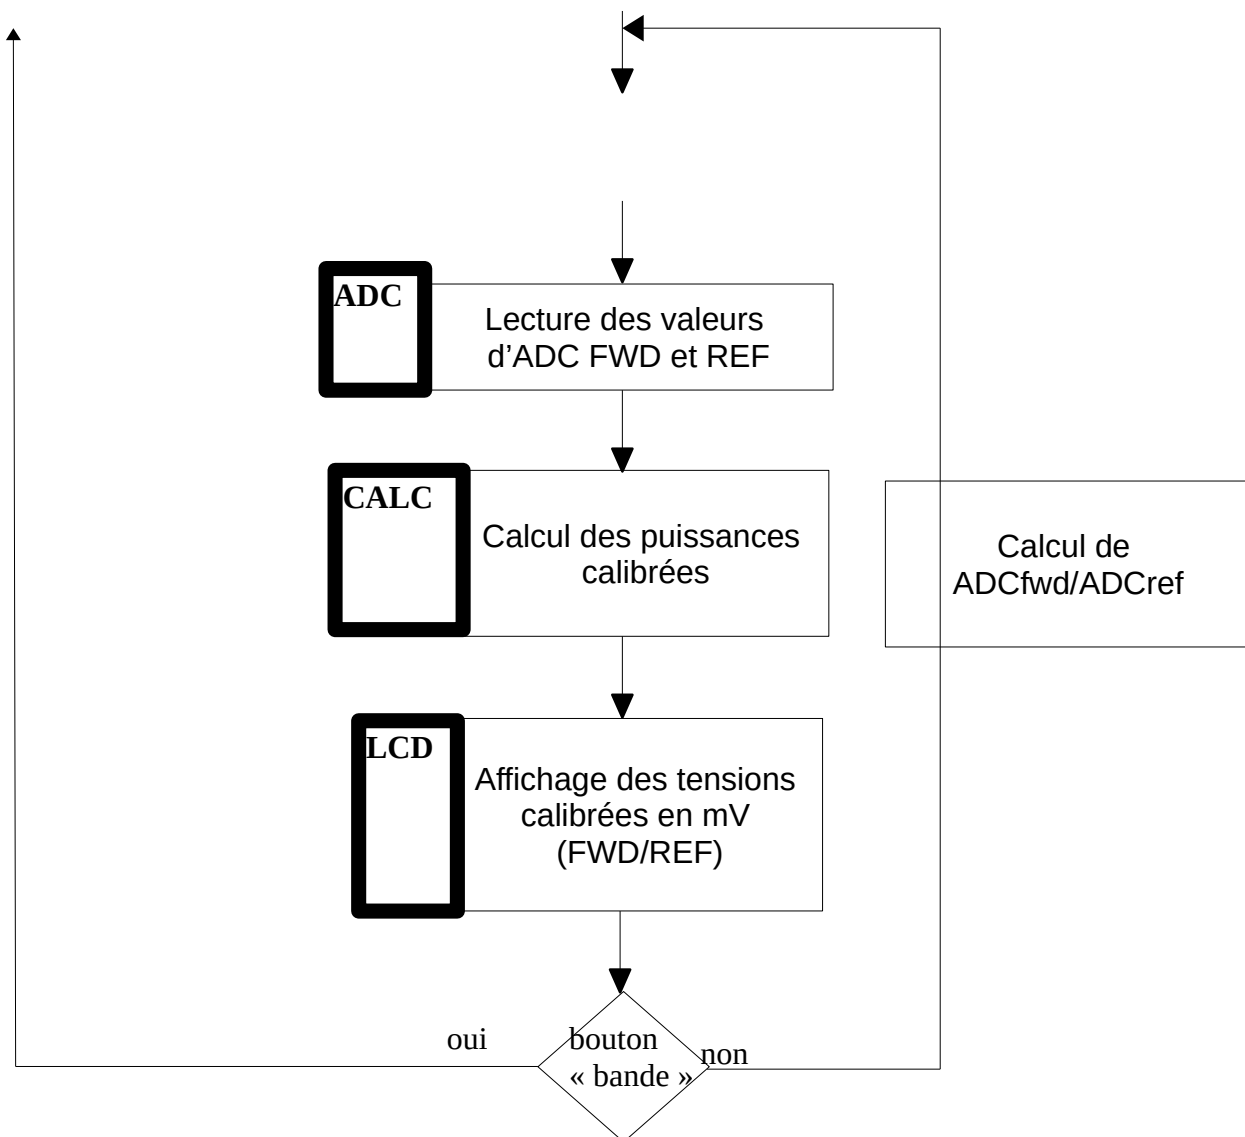 ADC
Lecture des valeurs
d’ADC FWD et REF
CALC
Calcul des puissances
calibrées
Calcul de
ADCfwd/ADCref
LCD
Affichage des tensions
calibrées en mV
(FWD/REF)
oui
bouton
« bande »
non